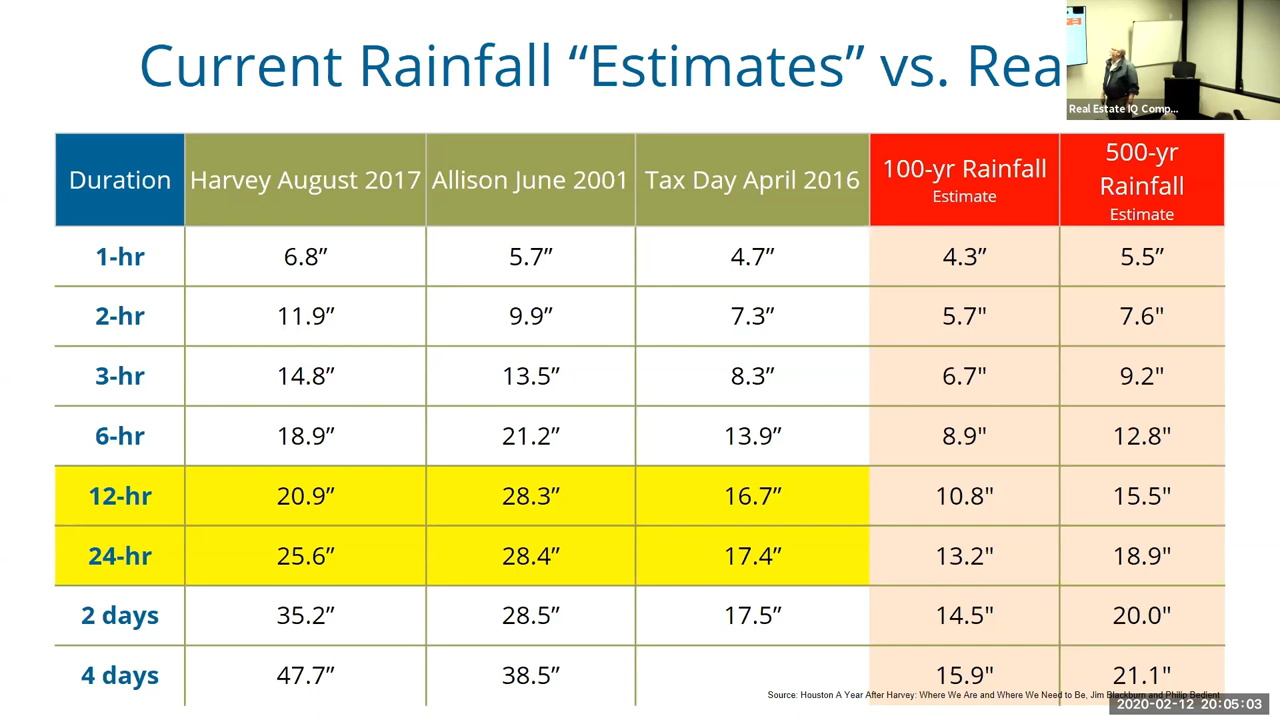 Current Rainfall “Estimates” vs. Rea
Real Estate IQ Comp...
Duration Harvey August 2017 Allison June 2001 Tax Day April 2016 100-yr Rainfall Estimate 500-yr Rainfall Estimate
1-hr 6.8” 5.7” 4.7” 4.3” 5.5”
2-hr 11.9” 9.9” 7.3” 5.7" 7.6"
3-hr 14.8” 13.5” 8.3” 6.7" 9.2"
6-hr 18.9” 21.2” 13.9” 8.9" 12.8"
12-hr 20.9” 28.3” 16.7” 10.8" 15.5"
24-hr 25.6” 28.4” 17.4” 13.2" 18.9"
2 days 35.2” 28.5” 17.5” 14.5" 20.0"
4 days 47.7” 38.5” 15.9" 21.1"
Source: Houston A Year After Harvey: Where We Are and Where We Need to Be, Jim Blackburn and Philip Bedient
2020-02-12 20:05:03